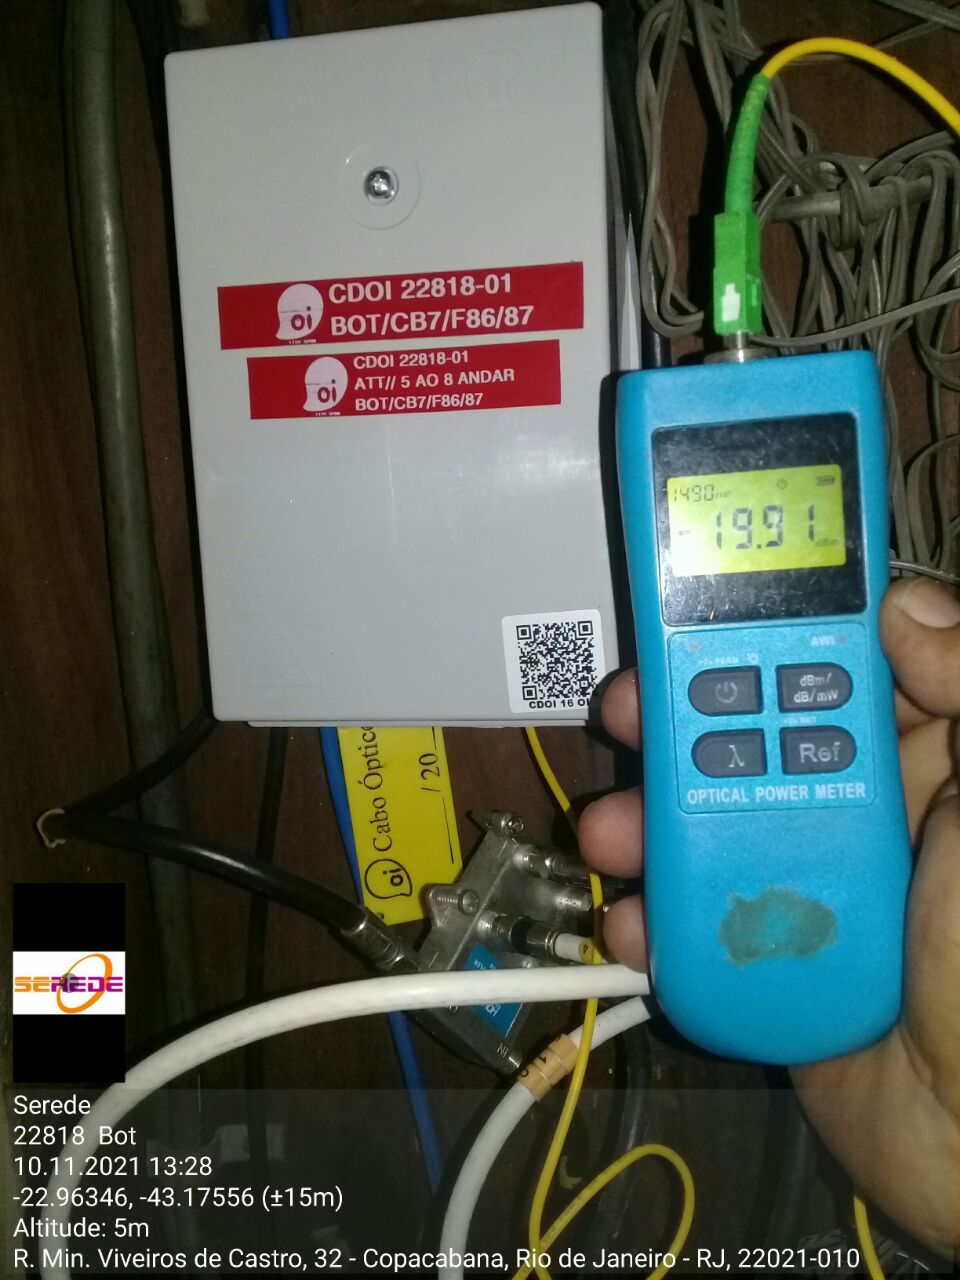 CDOI 22818-01
oi BOT/CB7/F86/87
CDOI 22818-01
oi ATT// 5 AO 8 ANDAR
BOT/CB7/F86/87
1490
-19.91
dBm
AWI
dBm/
dB/mW
λ
Ref
OPTICAL POWER METER
CDOI 16
oi Cabo Óptico
/ 20
4
IN
SEREDE
Serede
22818 Bot
10.11.2021 13:28
-22.96346, -43.17556 (±15m)
Altitude: 5m
R. Min. Viveiros de Castro, 32 - Copacabana, Rio de Janeiro - RJ, 22021-010